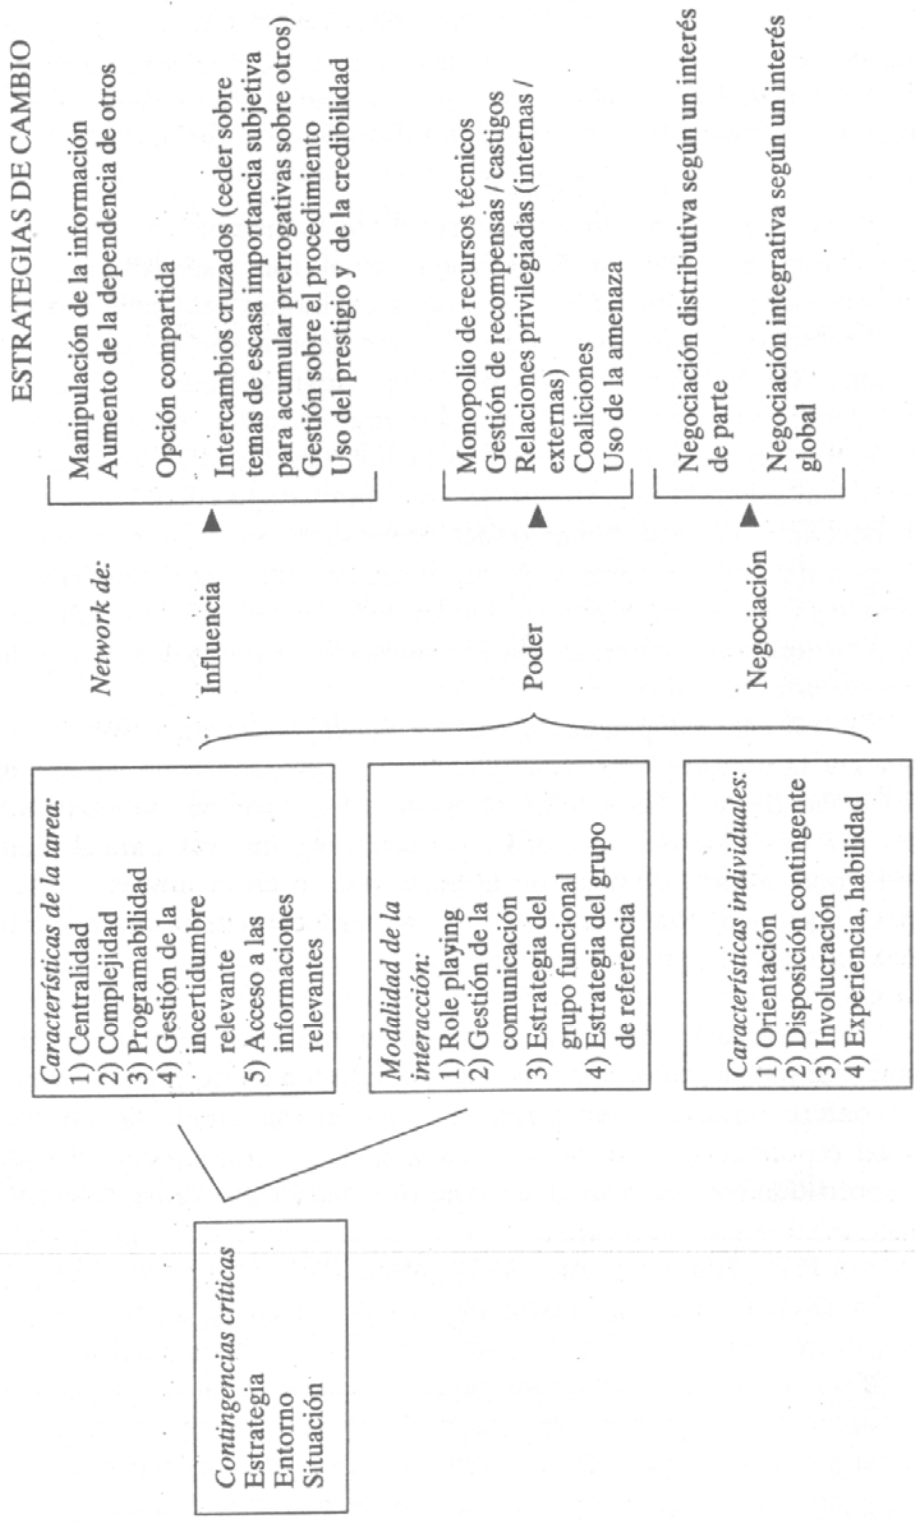 ESTRATEGIAS DE CAMBIO
Contingencias críticas
Estrategia
Entorno
Situación
Características de la tarea:
1) Centralidad
2) Complejidad
3) Programabilidad
4) Gestión de la
incertidumbre
relevante
5) Acceso a las
informaciones
relevantes
Modalidad de la
interacción:
1) Role playing
2) Gestión de la
comunicación
3) Estrategia del
grupo funcional
4) Estrategia del grupo
de referencia
Características individuales:
1) Orientación
2) Disposición contingente
3) Involucración
4) Experiencia, habilidad
Network de:
Influencia
Poder
Negociación
Manipulación de la información
Aumento de la dependencia de otros
Opción compartida
Intercambios cruzados (ceder sobre
temas de escasa importancia subjetiva
para acumular prerrogativas sobre otros)
Gestión sobre el procedimiento
Uso del prestigio y de la credibilidad
Monopolio de recursos técnicos
Gestión de recompensas / castigos
Relaciones privilegiadas (internas /
externas)
Coaliciones
Uso de la amenaza
Negociación distributiva según un interés
de parte
Negociación integrativa según un interés
global